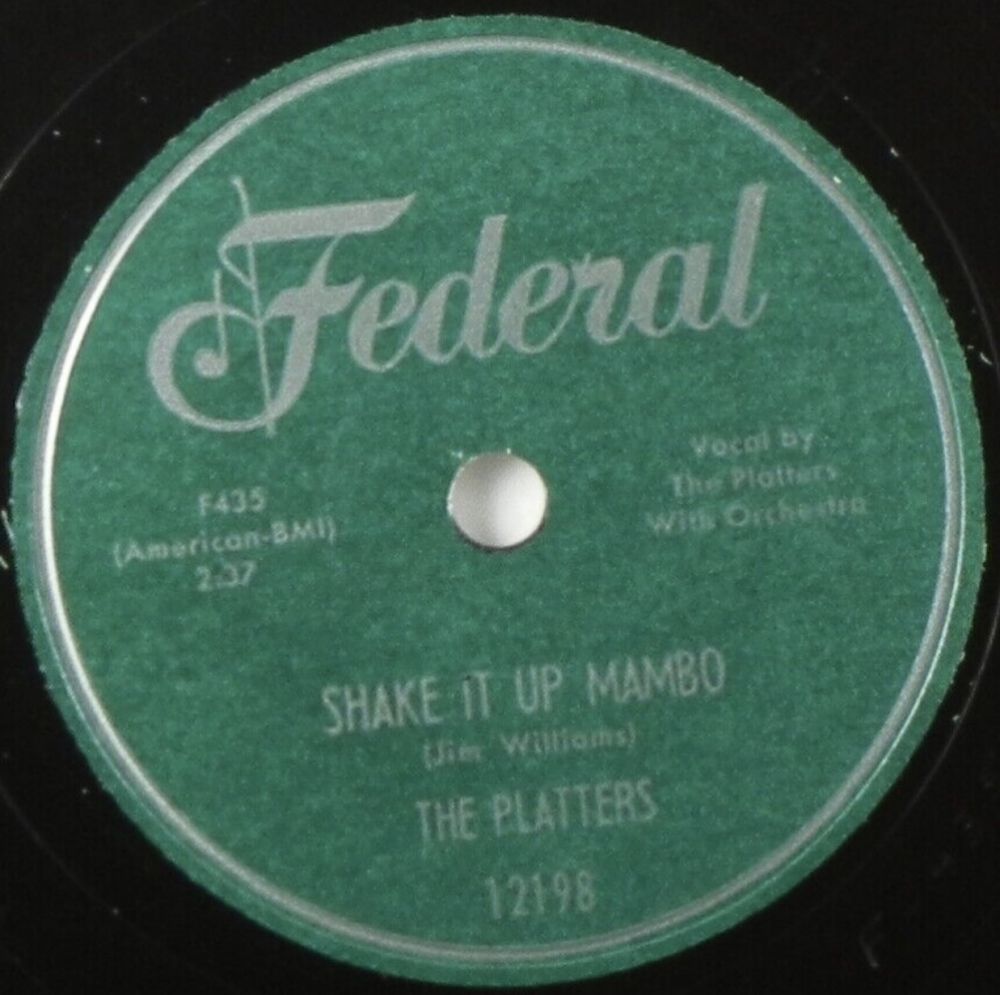 Federal
F435
(American-BMI)
2:37
Vocal by
The Platters
With Orchestra
SHAKE IT UP MAMBO
(Jim Williams)
THE PLATTERS
12198